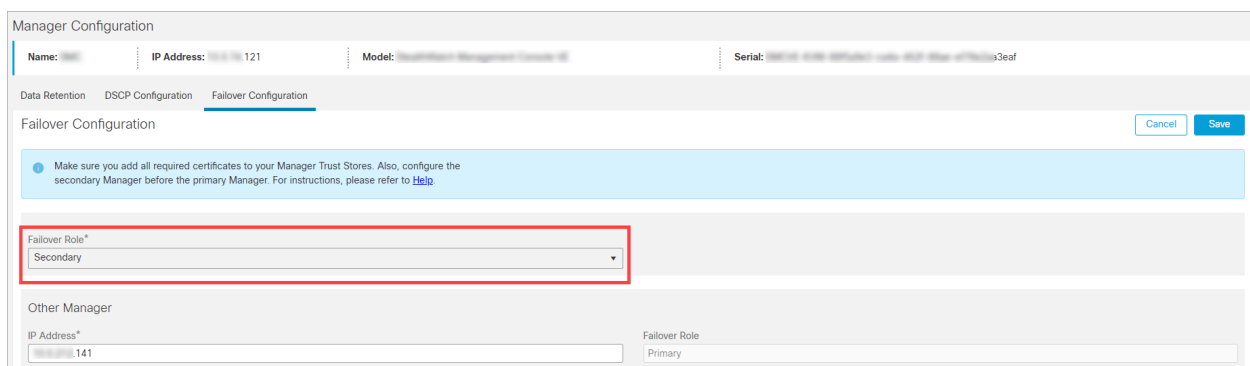 Manager Configuration
Name: IP Address: .121 Model: Serial: a3eaf
Data Retention DSCP Configuration Failover Configuration
Failover Configuration Cancel Save
Make sure you add all required certificates to your Manager Trust Stores. Also, configure the
secondary Manager before the primary Manager. For instructions, please refer to Help.
Failover Role*
Secondary
Other Manager
IP Address* Failover Role
.141 Primary